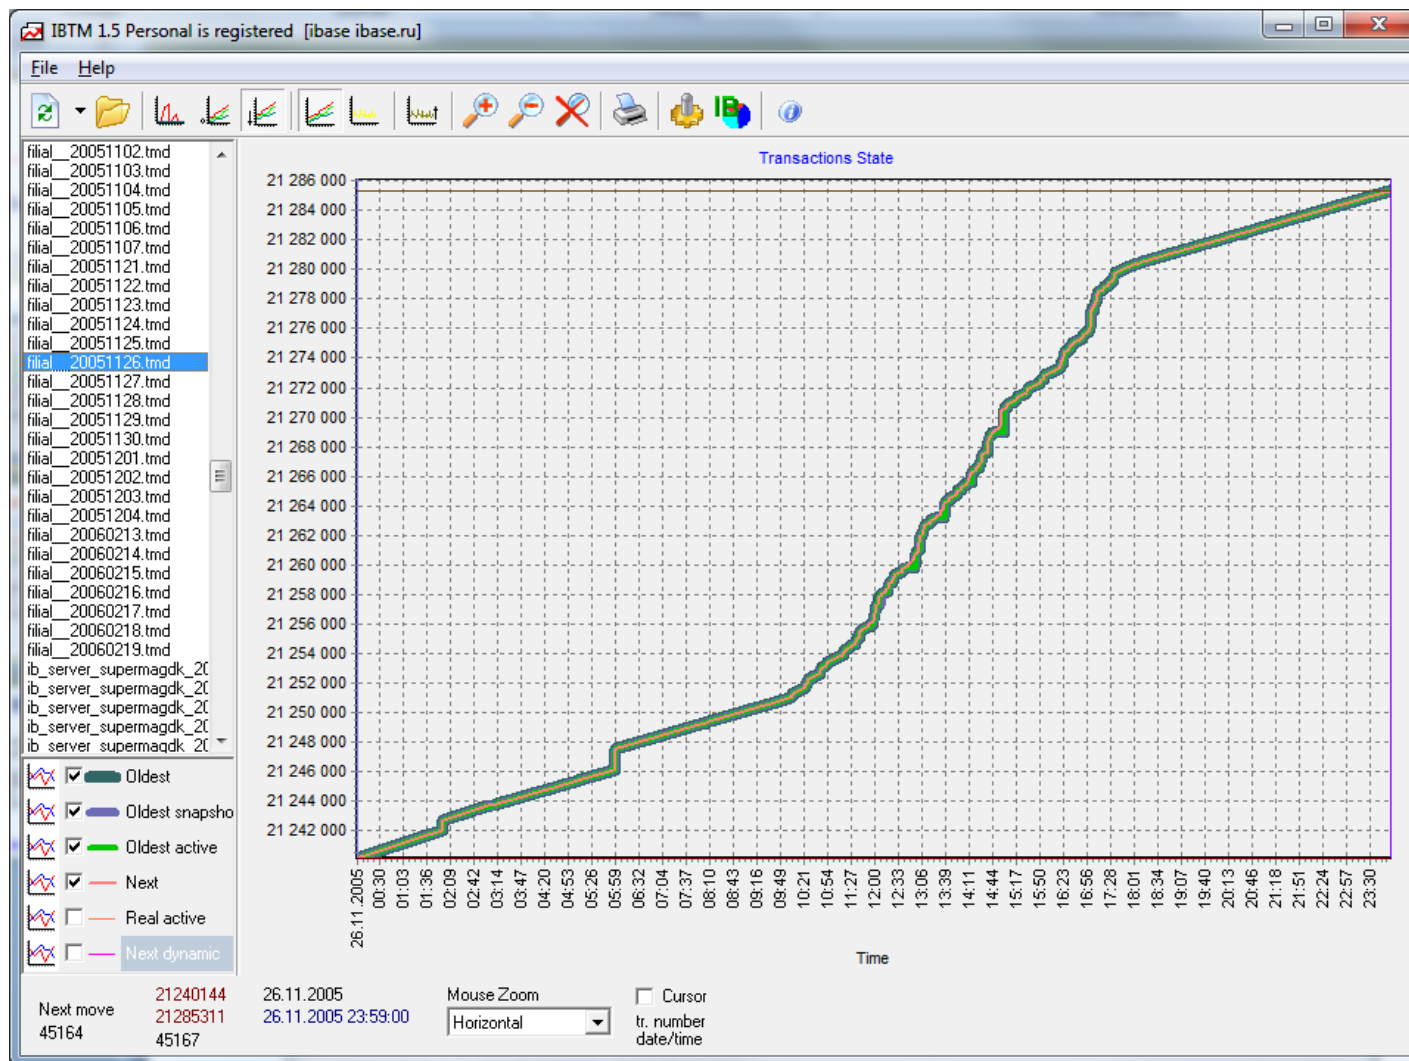 IBTM 1.5 Personal is registered [ibase ibase.ru]
File Help
filial__20051102.tmd
filial__20051103.tmd
filial__20051104.tmd
filial__20051105.tmd
filial__20051106.tmd
filial__20051107.tmd
filial__20051121.tmd
filial__20051122.tmd
filial__20051123.tmd
filial__20051124.tmd
filial__20051125.tmd
filial__20051126.tmd
filial__20051127.tmd
filial__20051128.tmd
filial__20051129.tmd
filial__20051130.tmd
filial__20051201.tmd
filial__20051202.tmd
filial__20051203.tmd
filial__20051204.tmd
filial__20060213.tmd
filial__20060214.tmd
filial__20060215.tmd
filial__20060216.tmd
filial__20060217.tmd
filial__20060218.tmd
filial__20060219.tmd
ib_server_supermagdk_20
ib_server_supermagdk_20
ib_server_supermagdk_20
ib_server_supermagdk_20
ib_server_supermagdk_20
Oldest
Oldest snapsho
Oldest active
Next
Real active
Next dynamic
Transactions State
21 286 000
21 284 000
21 282 000
21 280 000
21 278 000
21 276 000
21 274 000
21 272 000
21 270 000
21 268 000
21 266 000
21 264 000
21 262 000
21 260 000
21 258 000
21 256 000
21 254 000
21 252 000
21 250 000
21 248 000
21 246 000
21 244 000
21 242 000
26.11.2005
00:30
01:03
01:36
02:09
02:42
03:14
03:47
04:20
04:53
05:26
05:59
06:32
07:04
07:37
08:10
08:43
09:16
09:49
10:21
10:54
11:27
12:00
12:33
13:06
13:39
14:11
14:44
15:17
15:50
16:23
16:56
17:28
18:01
18:34
19:07
19:40
20:13
20:46
21:18
21:51
22:24
22:57
23:30
Time
Next move
45164
21240144
21285311
45167
26.11.2005
26.11.2005 23:59:00
Mouse Zoom
Horizontal
Cursor
tr. number
date/time